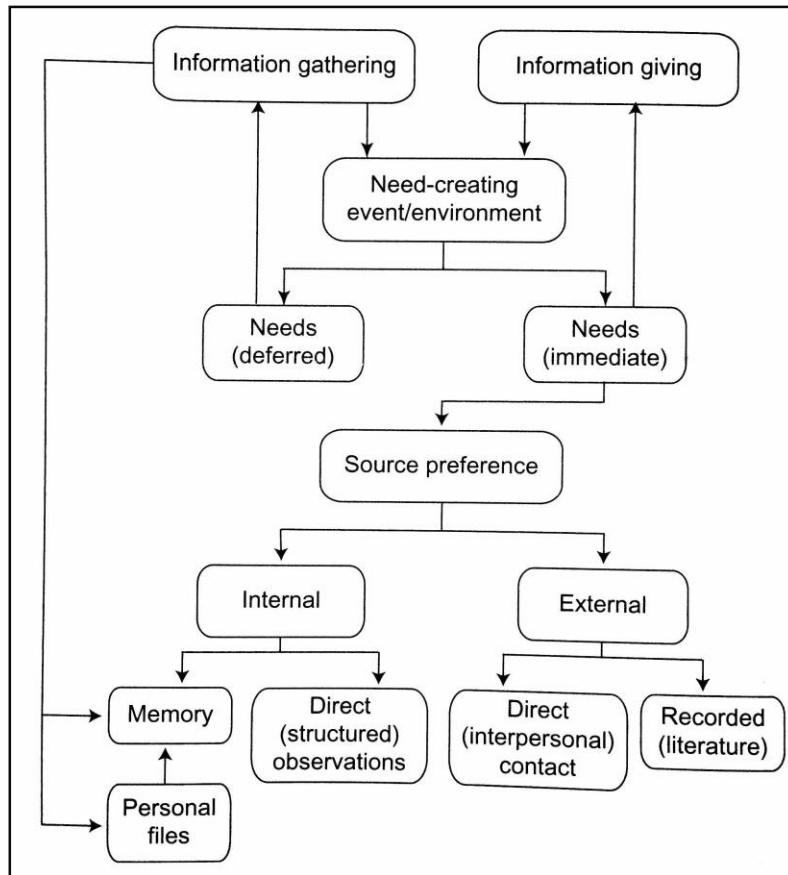 Information gathering
Information giving
Need-creating
event/environment
Needs
(deferred)
Needs
(immediate)
Source preference
Internal
External
Memory
Direct
(structured)
observations
Direct
(interpersonal)
contact
Recorded
(literature)
Personal
files